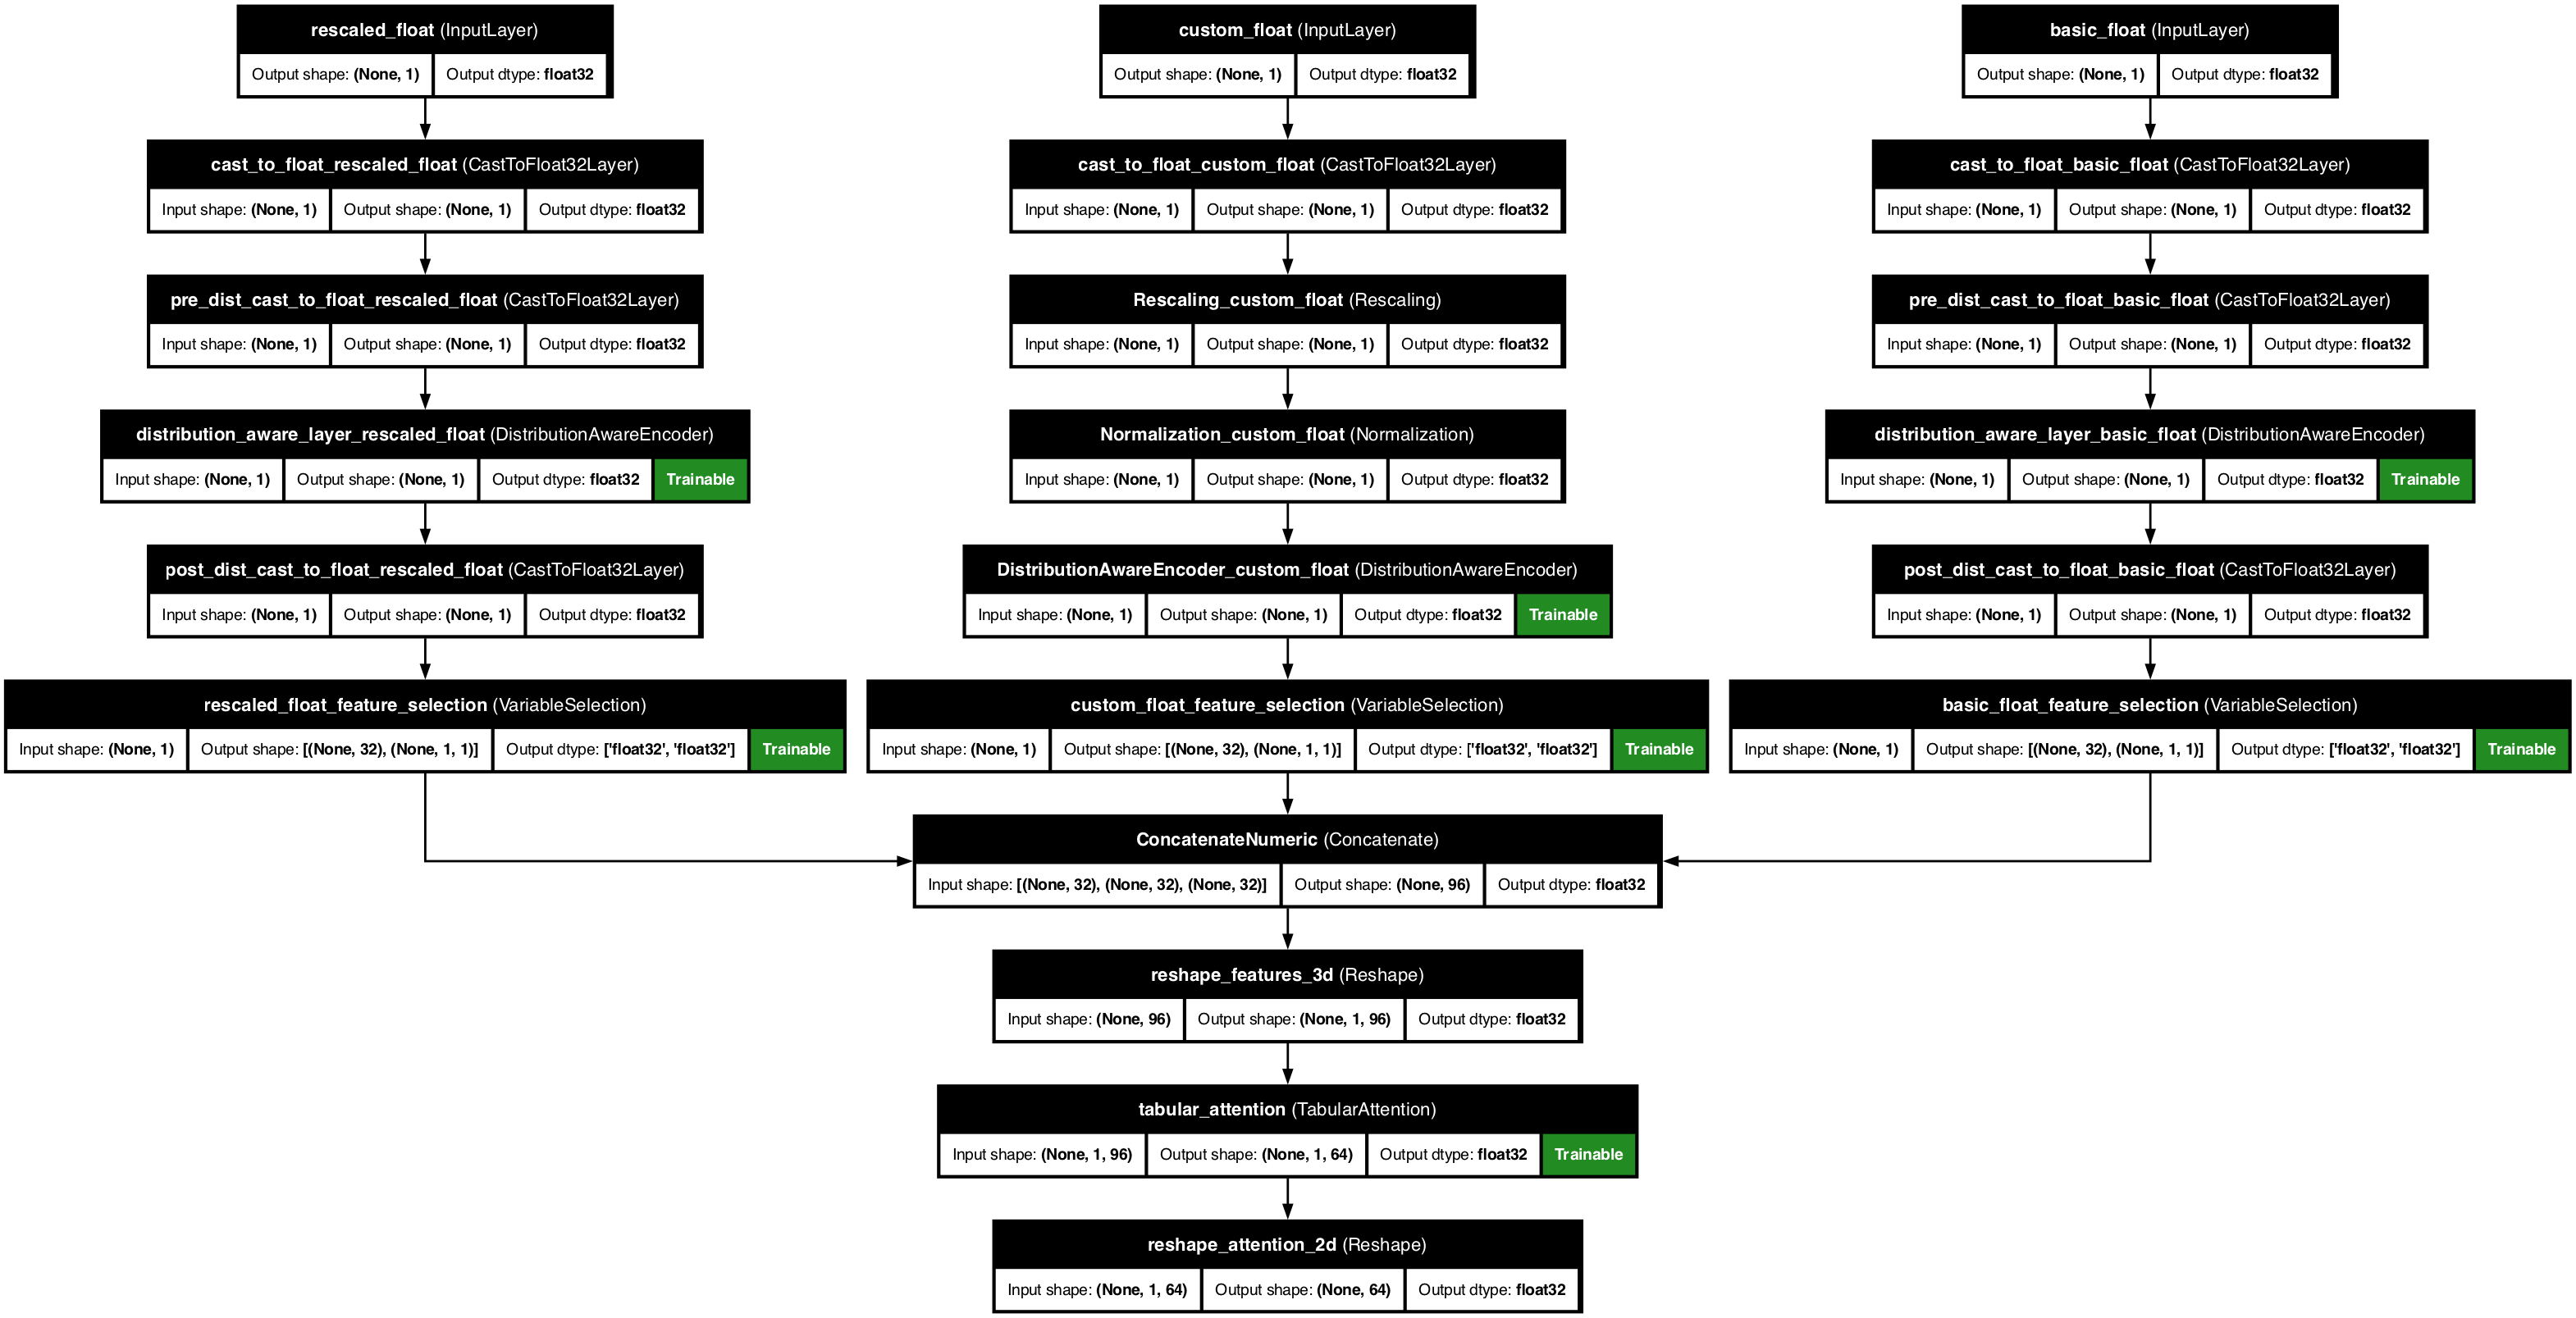 rescaled_float (InputLayer)
Output shape: (None, 1) Output dtype: float32
custom_float (InputLayer)
Output shape: (None, 1) Output dtype: float32
basic_float (InputLayer)
Output shape: (None, 1) Output dtype: float32
cast_to_float_rescaled_float (CastToFloat32Layer)
Input shape: (None, 1) Output shape: (None, 1) Output dtype: float32
cast_to_float_custom_float (CastToFloat32Layer)
Input shape: (None, 1) Output shape: (None, 1) Output dtype: float32
cast_to_float_basic_float (CastToFloat32Layer)
Input shape: (None, 1) Output shape: (None, 1) Output dtype: float32
pre_dist_cast_to_float_rescaled_float (CastToFloat32Layer)
Input shape: (None, 1) Output shape: (None, 1) Output dtype: float32
Rescaling_custom_float (Rescaling)
Input shape: (None, 1) Output shape: (None, 1) Output dtype: float32
pre_dist_cast_to_float_basic_float (CastToFloat32Layer)
Input shape: (None, 1) Output shape: (None, 1) Output dtype: float32
distribution_aware_layer_rescaled_float (DistributionAwareEncoder)
Input shape: (None, 1) Output shape: (None, 1) Output dtype: float32 Trainable
Normalization_custom_float (Normalization)
Input shape: (None, 1) Output shape: (None, 1) Output dtype: float32
distribution_aware_layer_basic_float (DistributionAwareEncoder)
Input shape: (None, 1) Output shape: (None, 1) Output dtype: float32 Trainable
post_dist_cast_to_float_rescaled_float (CastToFloat32Layer)
Input shape: (None, 1) Output shape: (None, 1) Output dtype: float32
DistributionAwareEncoder_custom_float (DistributionAwareEncoder)
Input shape: (None, 1) Output shape: (None, 1) Output dtype: float32 Trainable
post_dist_cast_to_float_basic_float (CastToFloat32Layer)
Input shape: (None, 1) Output shape: (None, 1) Output dtype: float32
rescaled_float_feature_selection (VariableSelection)
Input shape: (None, 1) Output shape: [(None, 32), (None, 1, 1)] Output dtype: ['float32', 'float32'] Trainable
custom_float_feature_selection (VariableSelection)
Input shape: (None, 1) Output shape: [(None, 32), (None, 1, 1)] Output dtype: ['float32', 'float32'] Trainable
basic_float_feature_selection (VariableSelection)
Input shape: (None, 1) Output shape: [(None, 32), (None, 1, 1)] Output dtype: ['float32', 'float32'] Trainable
ConcatenateNumeric (Concatenate)
Input shape: [(None, 32), (None, 32), (None, 32)] Output shape: (None, 96) Output dtype: float32
reshape_features_3d (Reshape)
Input shape: (None, 96) Output shape: (None, 1, 96) Output dtype: float32
tabular_attention (TabularAttention)
Input shape: (None, 1, 96) Output shape: (None, 1, 64) Output dtype: float32 Trainable
reshape_attention_2d (Reshape)
Input shape: (None, 1, 64) Output shape: (None, 64) Output dtype: float32